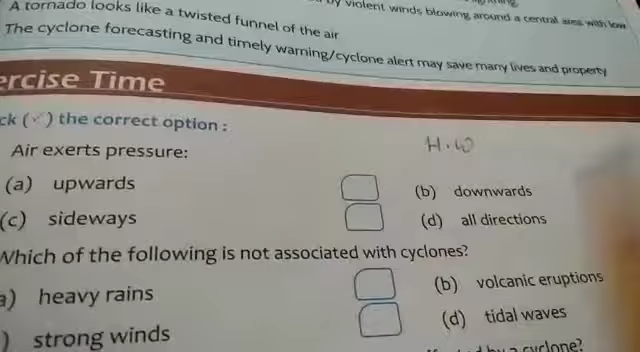 by violent winds blowing around a central area with low
A tornado looks like a twisted funnel of the air
The cyclone forecasting and timely warning/cyclone alert may save many lives and property
ercise Time
ck (✓) the correct option :
H.W
Air exerts pressure:
(a) upwards (b) downwards
(c) sideways (d) all directions
Which of the following is not associated with cyclones?
a) heavy rains (b) volcanic eruptions
) strong winds (d) tidal waves
by a cyclone?